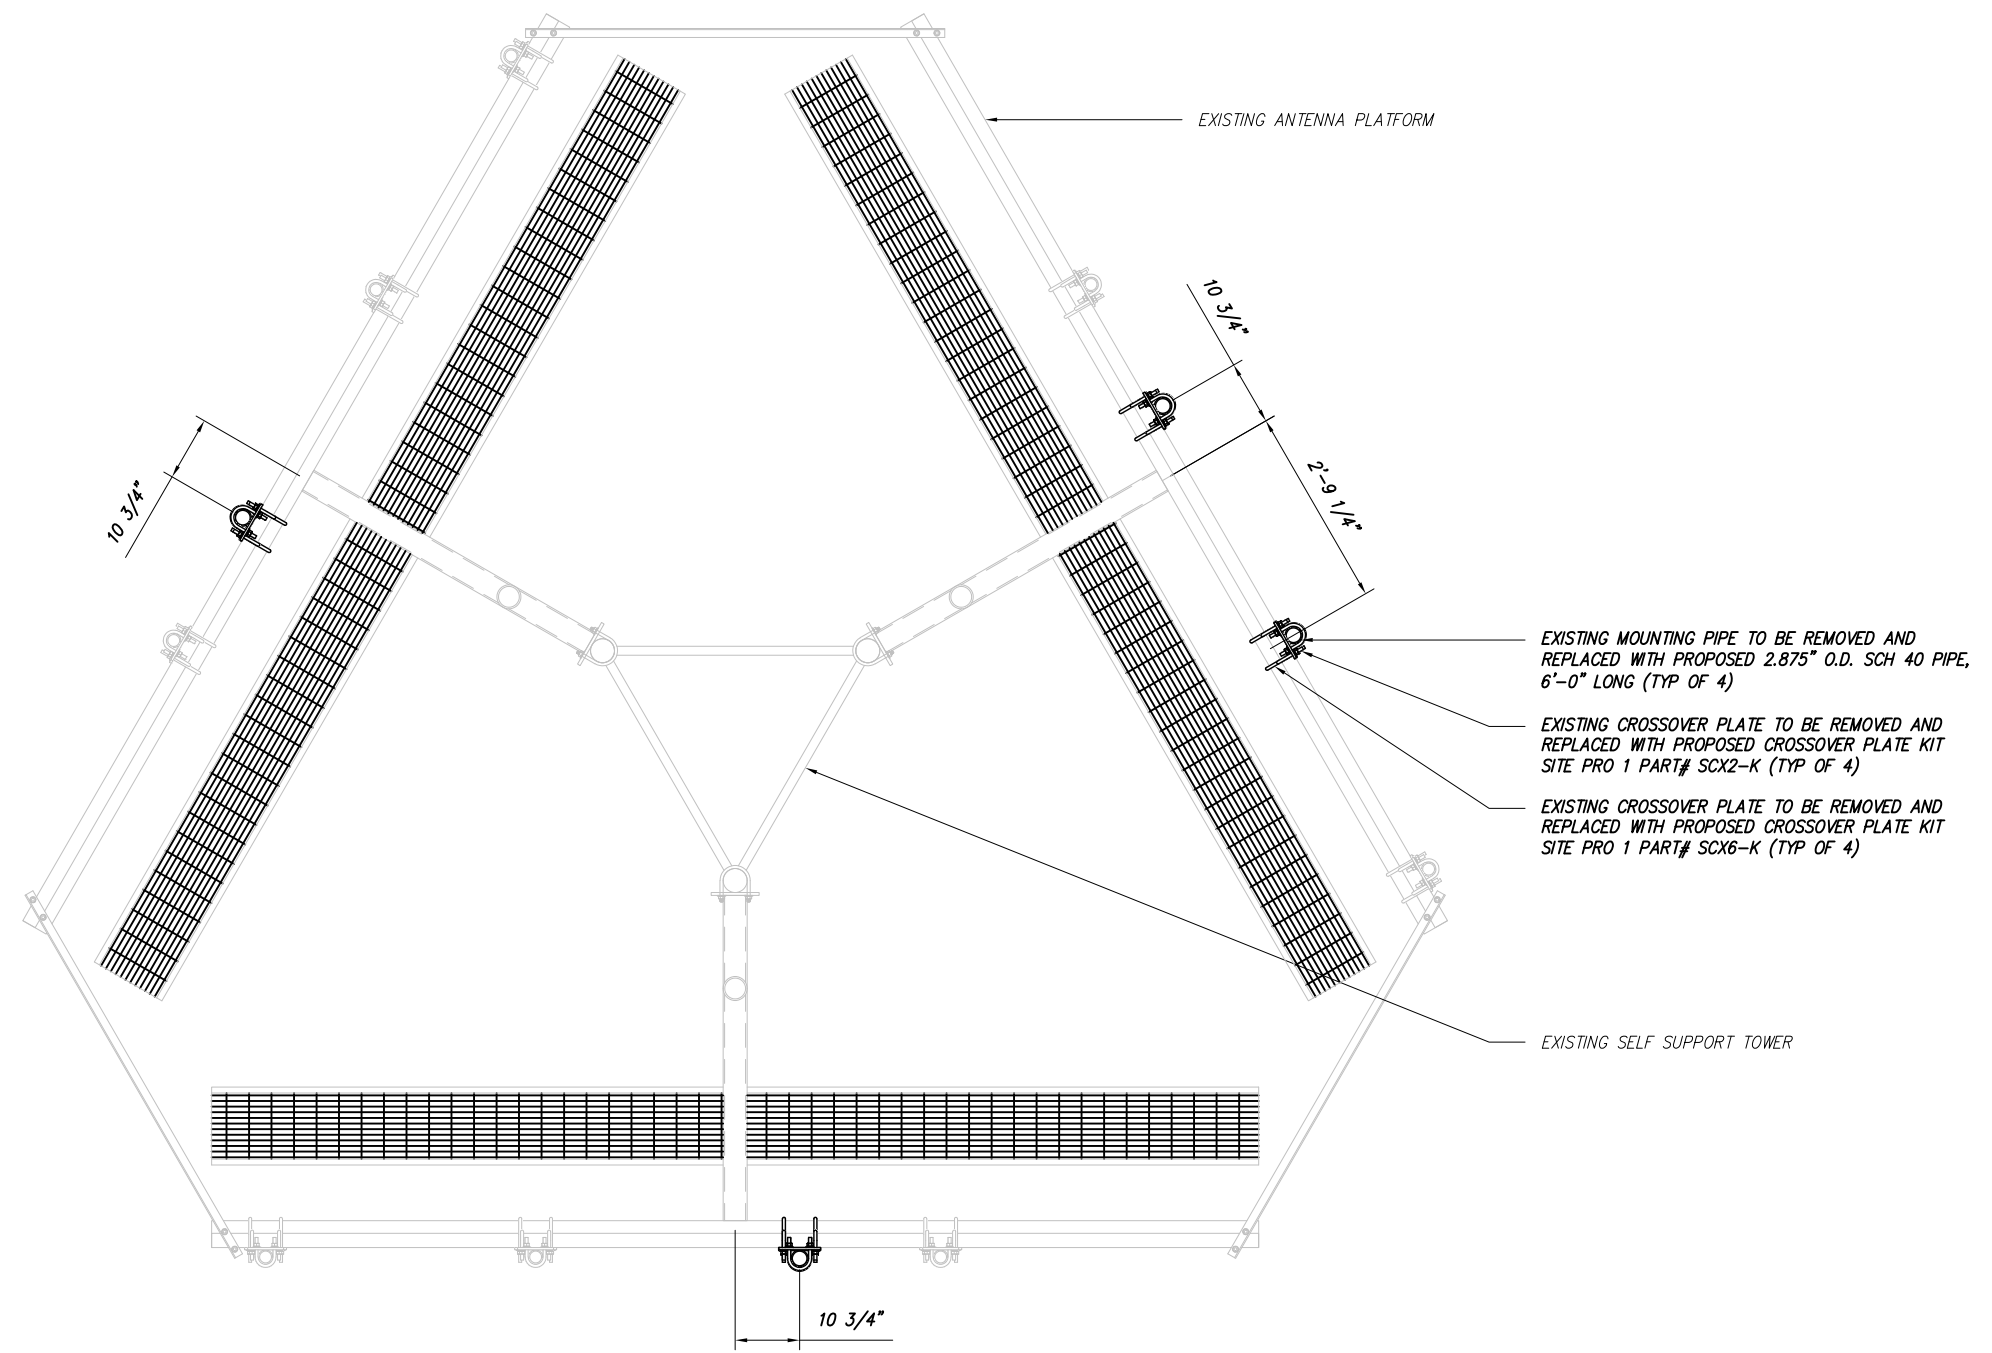 EXISTING ANTENNA PLATFORM
10 3/4"
10 3/4"
2'-9 1/4"
EXISTING MOUNTING PIPE TO BE REMOVED AND
REPLACED WITH PROPOSED 2.875" O.D. SCH 40 PIPE,
6'-0" LONG (TYP OF 4)
EXISTING CROSSOVER PLATE TO BE REMOVED AND
REPLACED WITH PROPOSED CROSSOVER PLATE KIT
SITE PRO 1 PART# SCX2-K (TYP OF 4)
EXISTING CROSSOVER PLATE TO BE REMOVED AND
REPLACED WITH PROPOSED CROSSOVER PLATE KIT
SITE PRO 1 PART# SCX6-K (TYP OF 4)
EXISTING SELF SUPPORT TOWER
10 3/4"